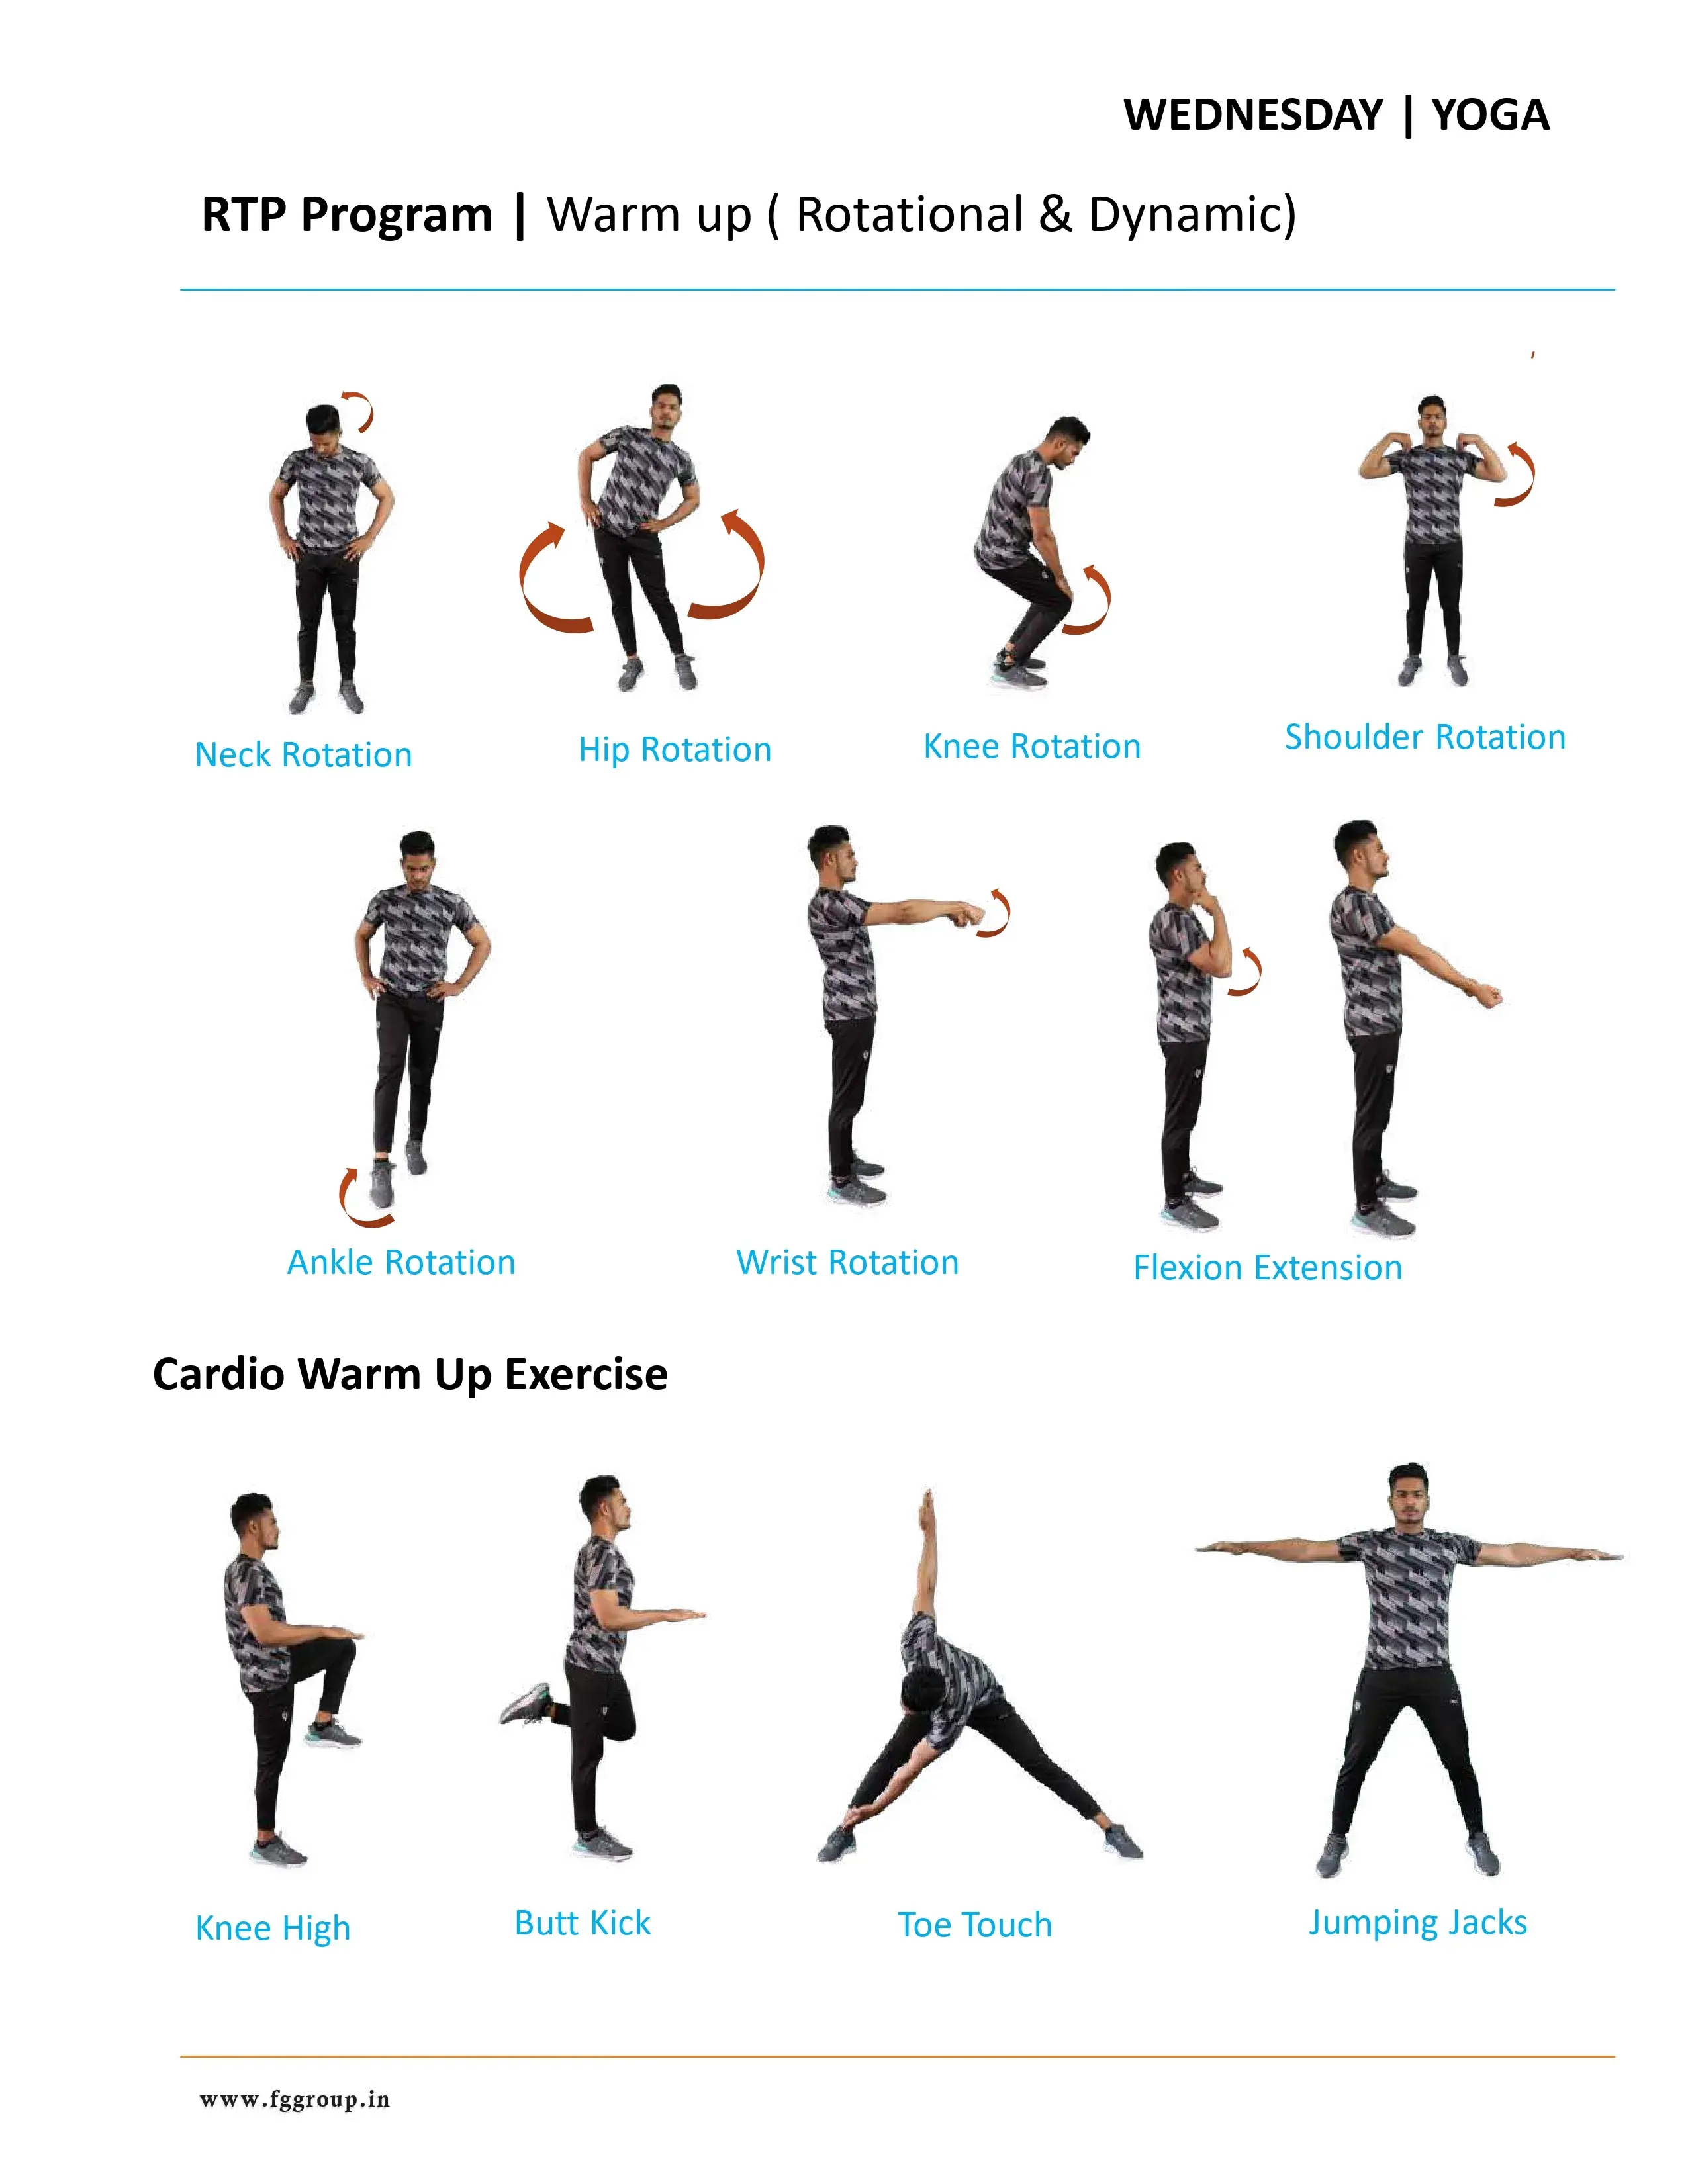 WEDNESDAY | YOGA
RTP Program | Warm up ( Rotational & Dynamic)
Neck Rotation
Hip Rotation
Knee Rotation
Shoulder Rotation
Ankle Rotation
Wrist Rotation
Flexion Extension
Cardio Warm Up Exercise
Knee High
Butt Kick
Toe Touch
Jumping Jacks
www.fggroup.in